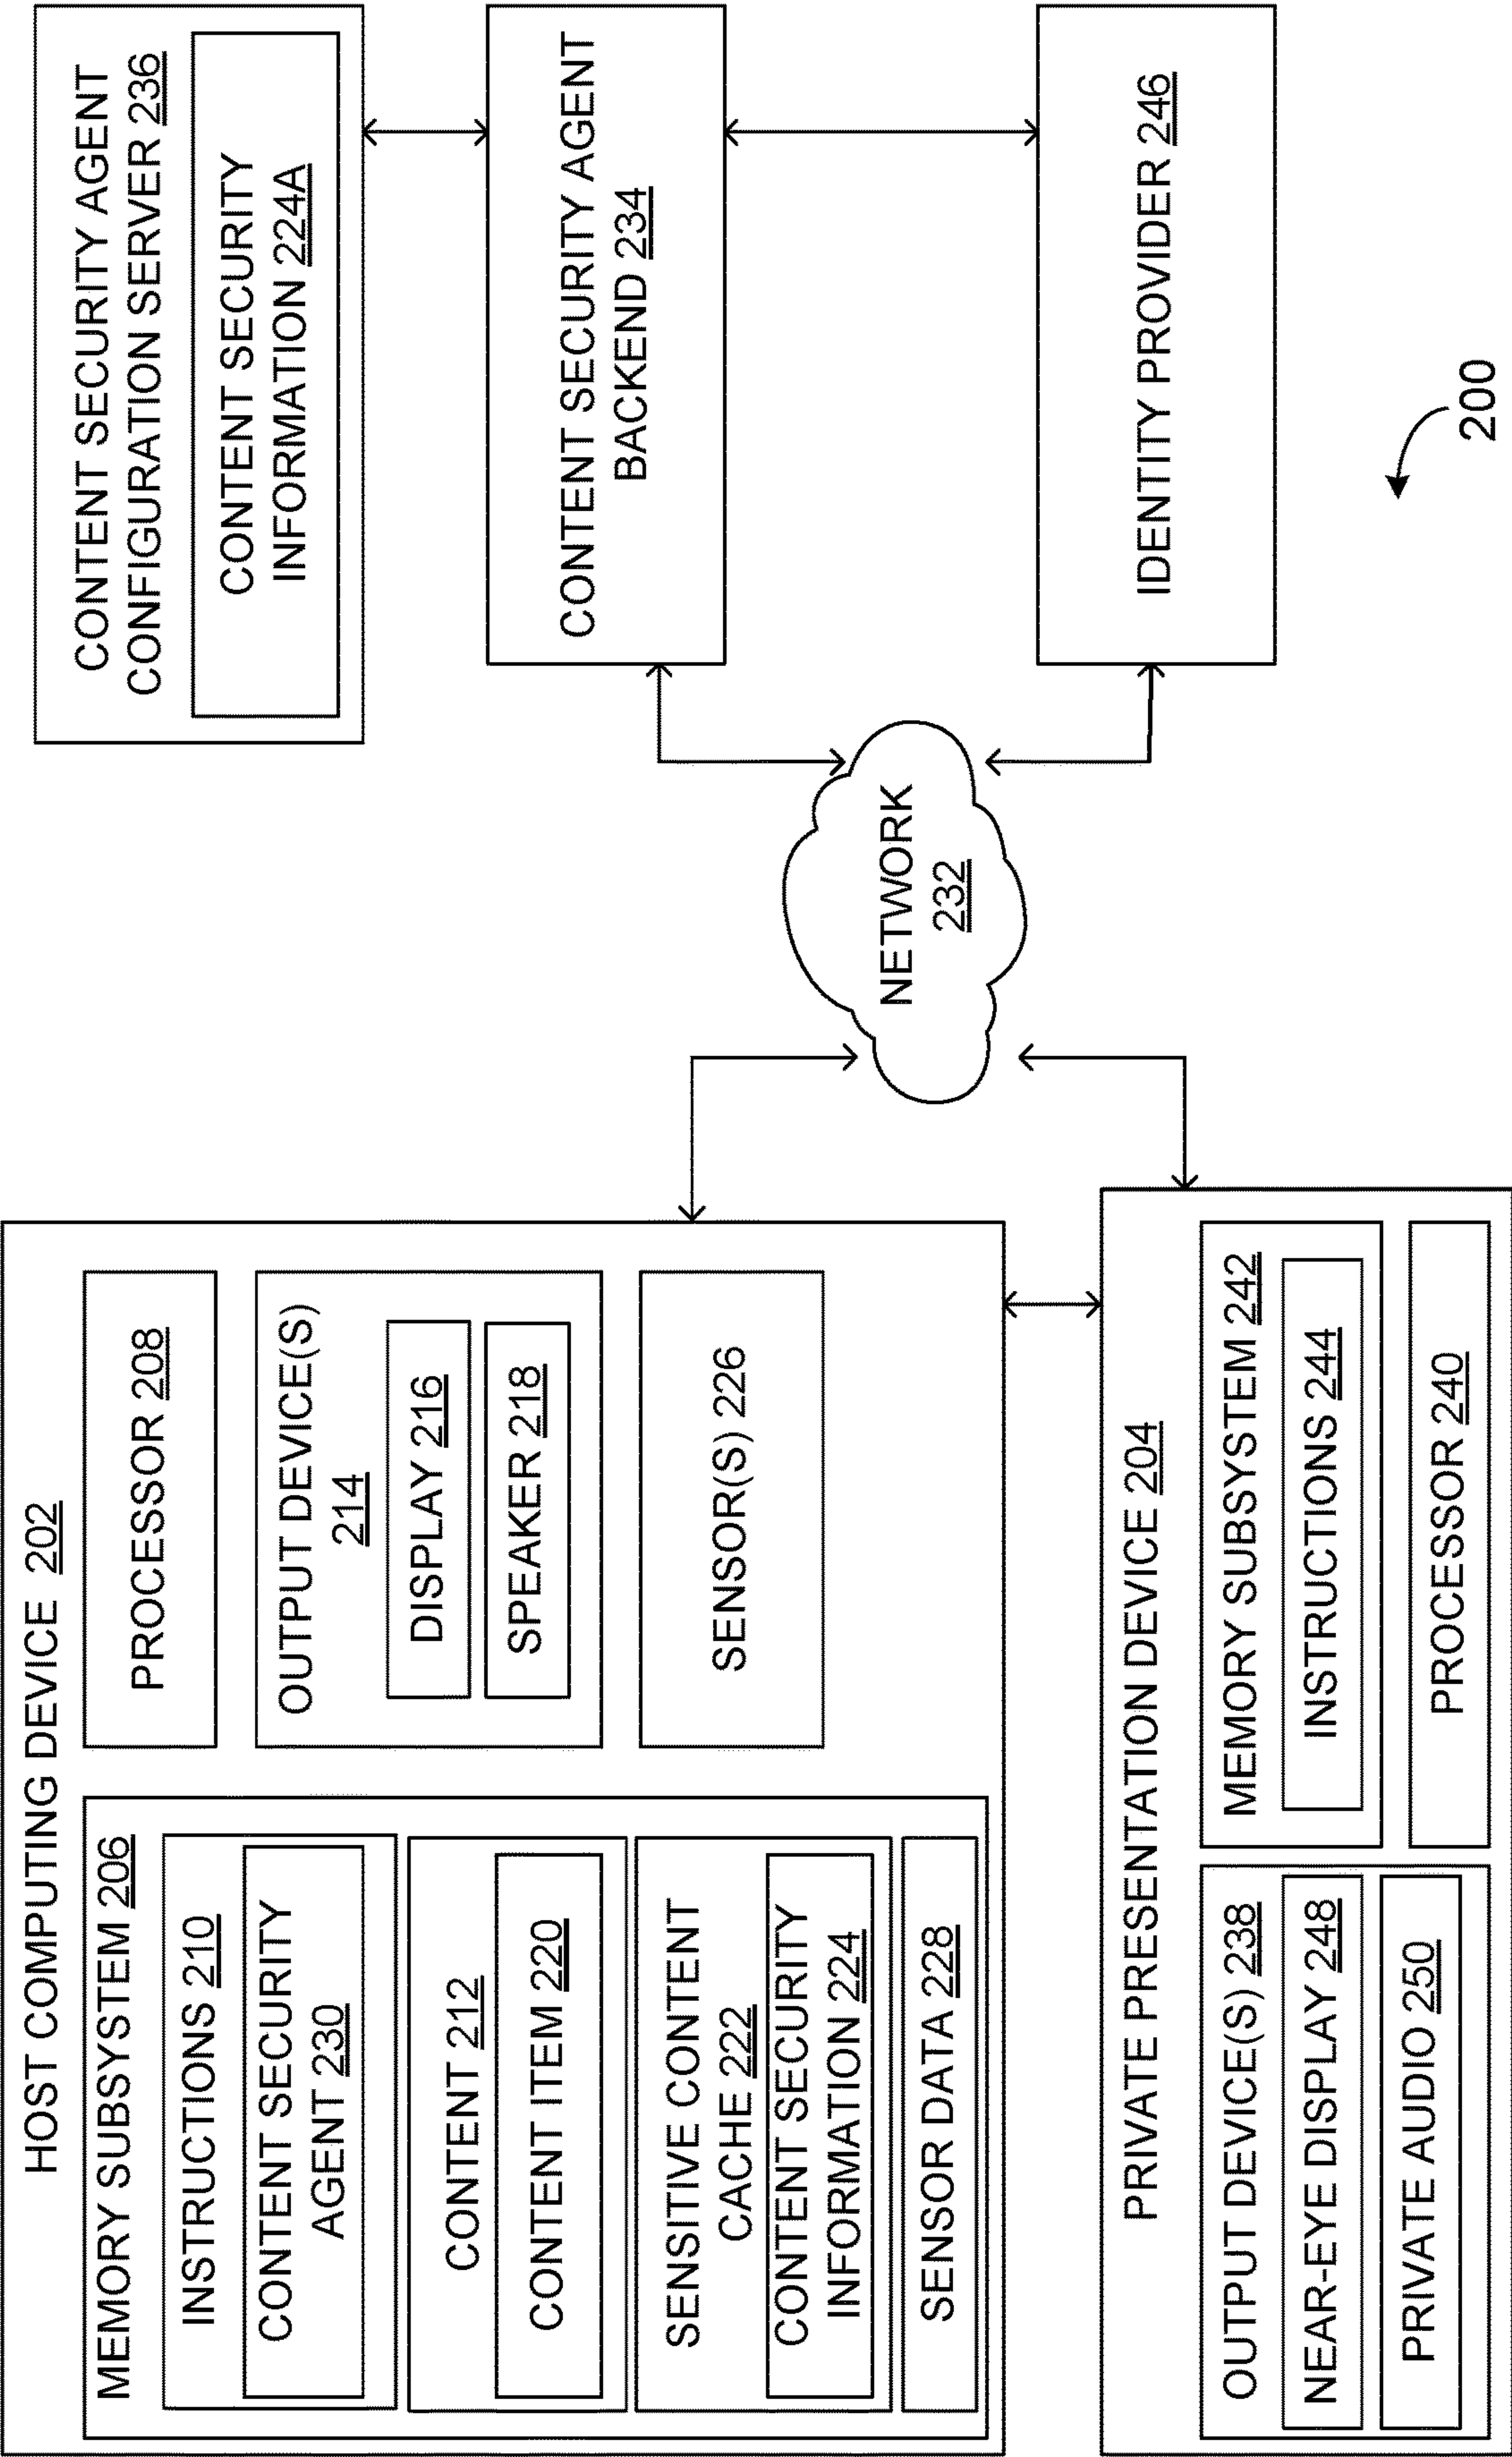 HOST COMPUTING DEVICE 202
MEMORY SUBSYSTEM 206
INSTRUCTIONS 210
CONTENT SECURITY
AGENT 230
CONTENT 212
CONTENT ITEM 220
SENSITIVE CONTENT
CACHE 222
CONTENT SECURITY
INFORMATION 224
SENSOR DATA 228
PROCESSOR 208
OUTPUT DEVICE(S)
214
DISPLAY 216
SPEAKER 218
SENSOR(S) 226
PRIVATE PRESENTATION DEVICE 204
OUTPUT DEVICE(S) 238
NEAR-EYE DISPLAY 248
PRIVATE AUDIO 250
MEMORY SUBSYSTEM 242
INSTRUCTIONS 244
PROCESSOR 240
NETWORK
232
CONTENT SECURITY AGENT
CONFIGURATION SERVER 236
CONTENT SECURITY
INFORMATION 224A
CONTENT SECURITY AGENT
BACKEND 234
IDENTITY PROVIDER 246
200